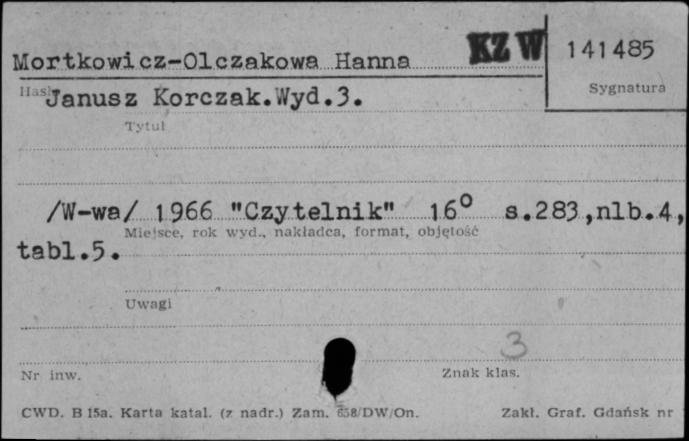 Mortkowicz-Olczakowa Hanna KZW 141485
Hasło Sygnatura
Janusz Korczak.Wyd.3.
Tytuł
/W-wa/ 1966 "Czytelnik" 16° s.283,nlb.4,
Miejsce, rok wyd., nakładca, format, objętość
tabl.5.
Uwagi
3
Nr inw. Znak klas.
CWD. B 15a. Karta katal. (z nadr.) Zam. 658/DW/On. Zakł. Graf. Gdańsk nr